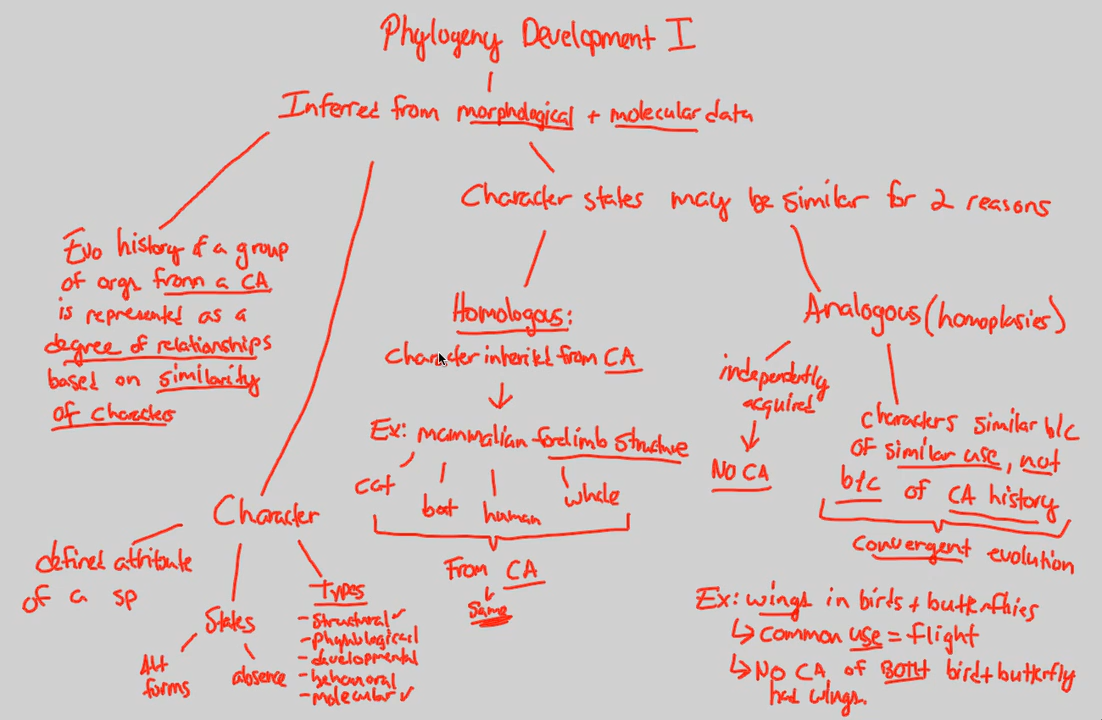 Phylogeny Development I
Inferred from morphological + molecular data
Character states may be similar for 2 reasons
Evo history of a group
of orgs from a CA
is represented as a
degree of relationships
based on similarity
of characters
Homologous:
Character inherited from CA
Ex: mammalian forelimb structure
cat
bat
human
whale
From CA
Same
Analogous (homoplasies)
independently
acquired
NO CA
characters similar b/c
of similar use, not
b/c of CA history
convergent evolution
Ex: wings in birds + butterflies
↳ common use = flight
↳ NO CA of BOTH bird + butterfly
had wings.
Character
defined attribute
of a sp
States
Alt
forms
absence
Types
- Structural ✓
- physiological
- developmental
- behavioral
- molecular ✓